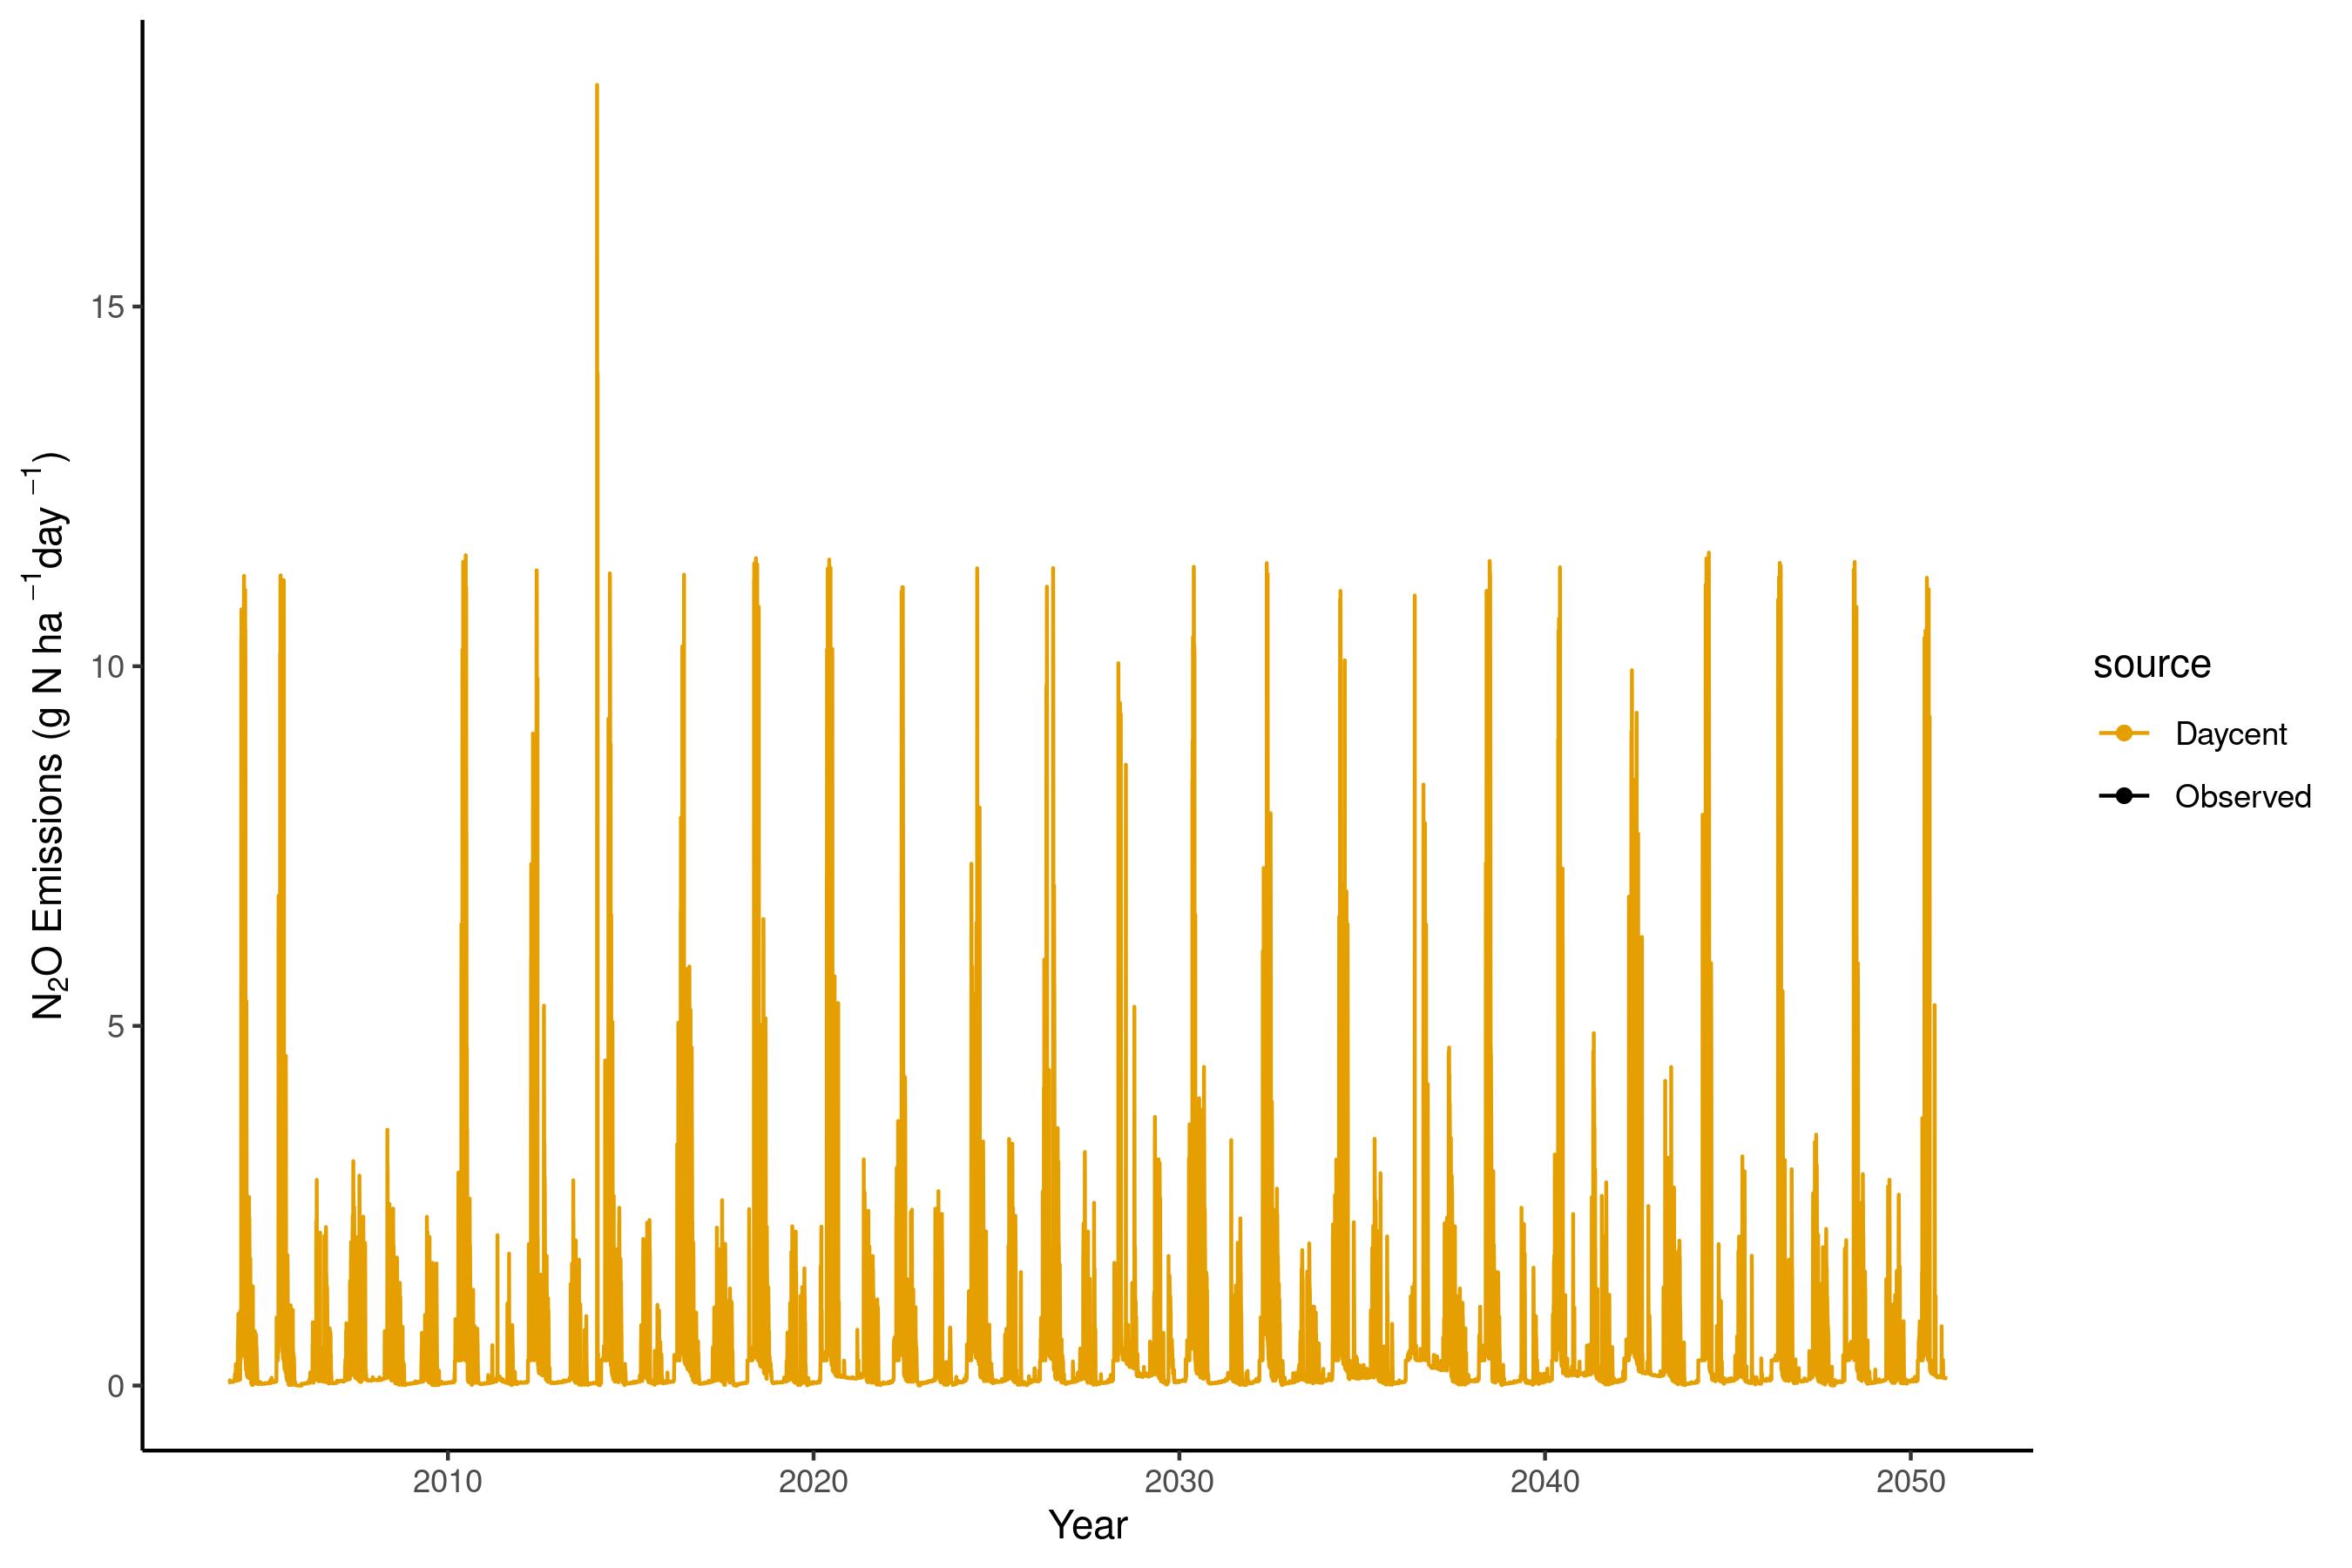 N₂O Emissions (g N ha ⁻¹day ⁻¹)
15
10
5
0
2010 2020 2030 2040 2050
Year
source
Daycent
Observed